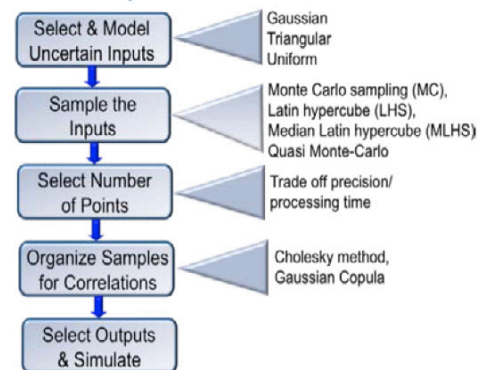 Select & Model
Uncertain Inputs
Gaussian
Triangular
Uniform
Sample the
Inputs
Monte Carlo sampling (MC),
Latin hypercube (LHS),
Median Latin hypercube (MLHS)
Quasi Monte-Carlo
Select Number
of Points
Trade off precision/
processing time
Organize Samples
for Correlations
Cholesky method,
Gaussian Copula
Select Outputs
& Simulate